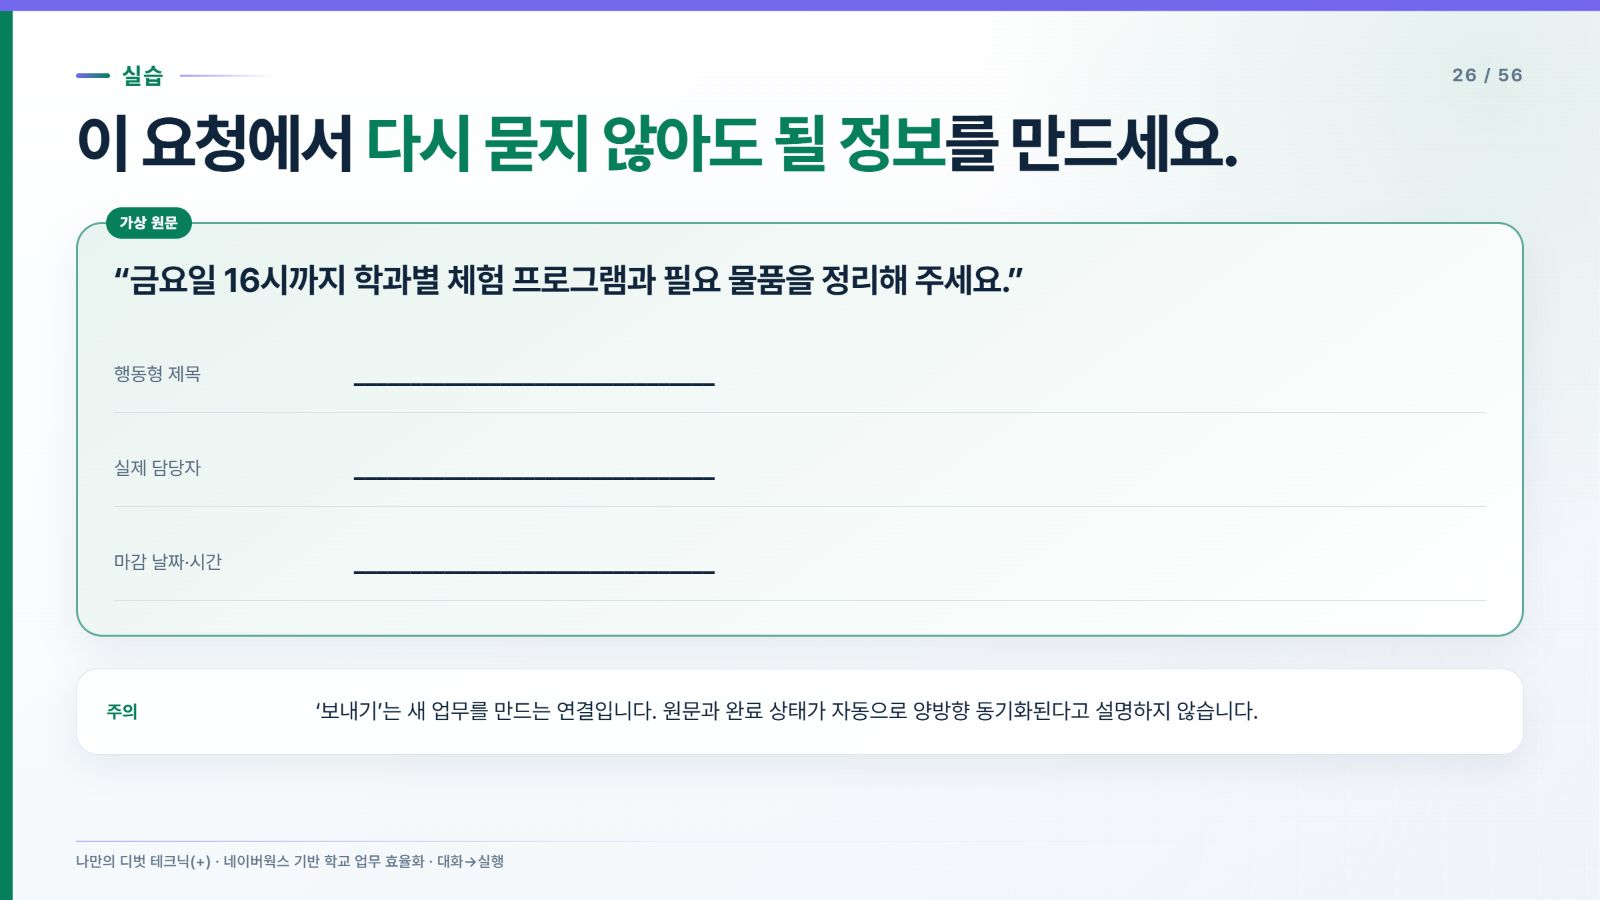 실습
26 / 56
이 요청에서 다시 묻지 않아도 될 정보를 만드세요.
가상 원문
“금요일 16시까지 학과별 체험 프로그램과 필요 물품을 정리해 주세요.”
행동형 제목 ______________________________
실제 담당자 ______________________________
마감 날짜·시간 ______________________________
주의 ‘보내기’는 새 업무를 만드는 연결입니다. 원문과 완료 상태가 자동으로 양방향 동기화된다고 설명하지 않습니다.
나만의 디벗 테크닉(+) · 네이버웍스 기반 학교 업무 효율화 · 대화→실행